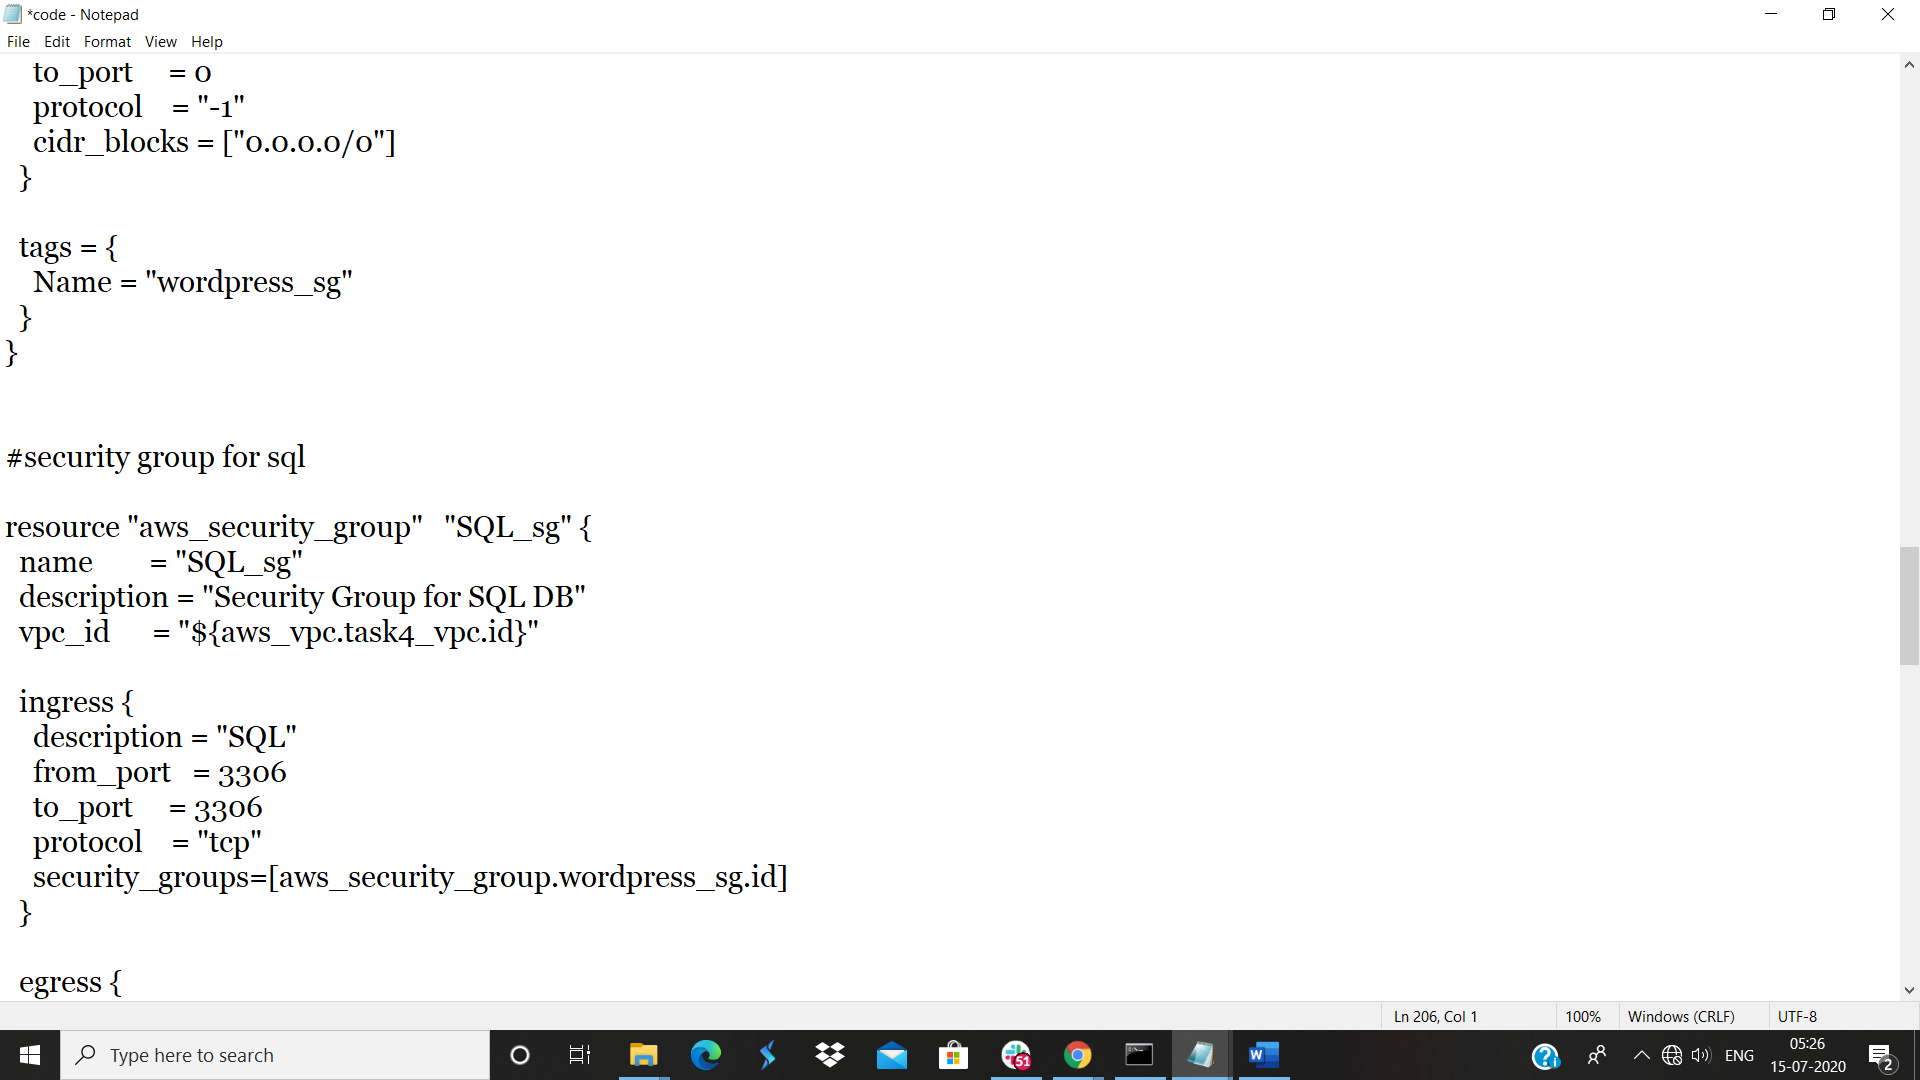 *code - Notepad
File Edit Format View Help
to_port = 0
protocol = "-1"
cidr_blocks = ["0.0.0.0/0"]
}
tags = {
Name = "wordpress_sg"
}
}
#security group for sql
resource "aws_security_group" "SQL_sg" {
name = "SQL_sg"
description = "Security Group for SQL DB"
vpc_id = "${aws_vpc.task4_vpc.id}"
ingress {
description = "SQL"
from_port = 3306
to_port = 3306
protocol = "tcp"
security_groups=[aws_security_group.wordpress_sg.id]
}
egress {
Ln 206, Col 1 100% Windows (CRLF) UTF-8
Type here to search
51
W
ENG
05:26
15-07-2020
2